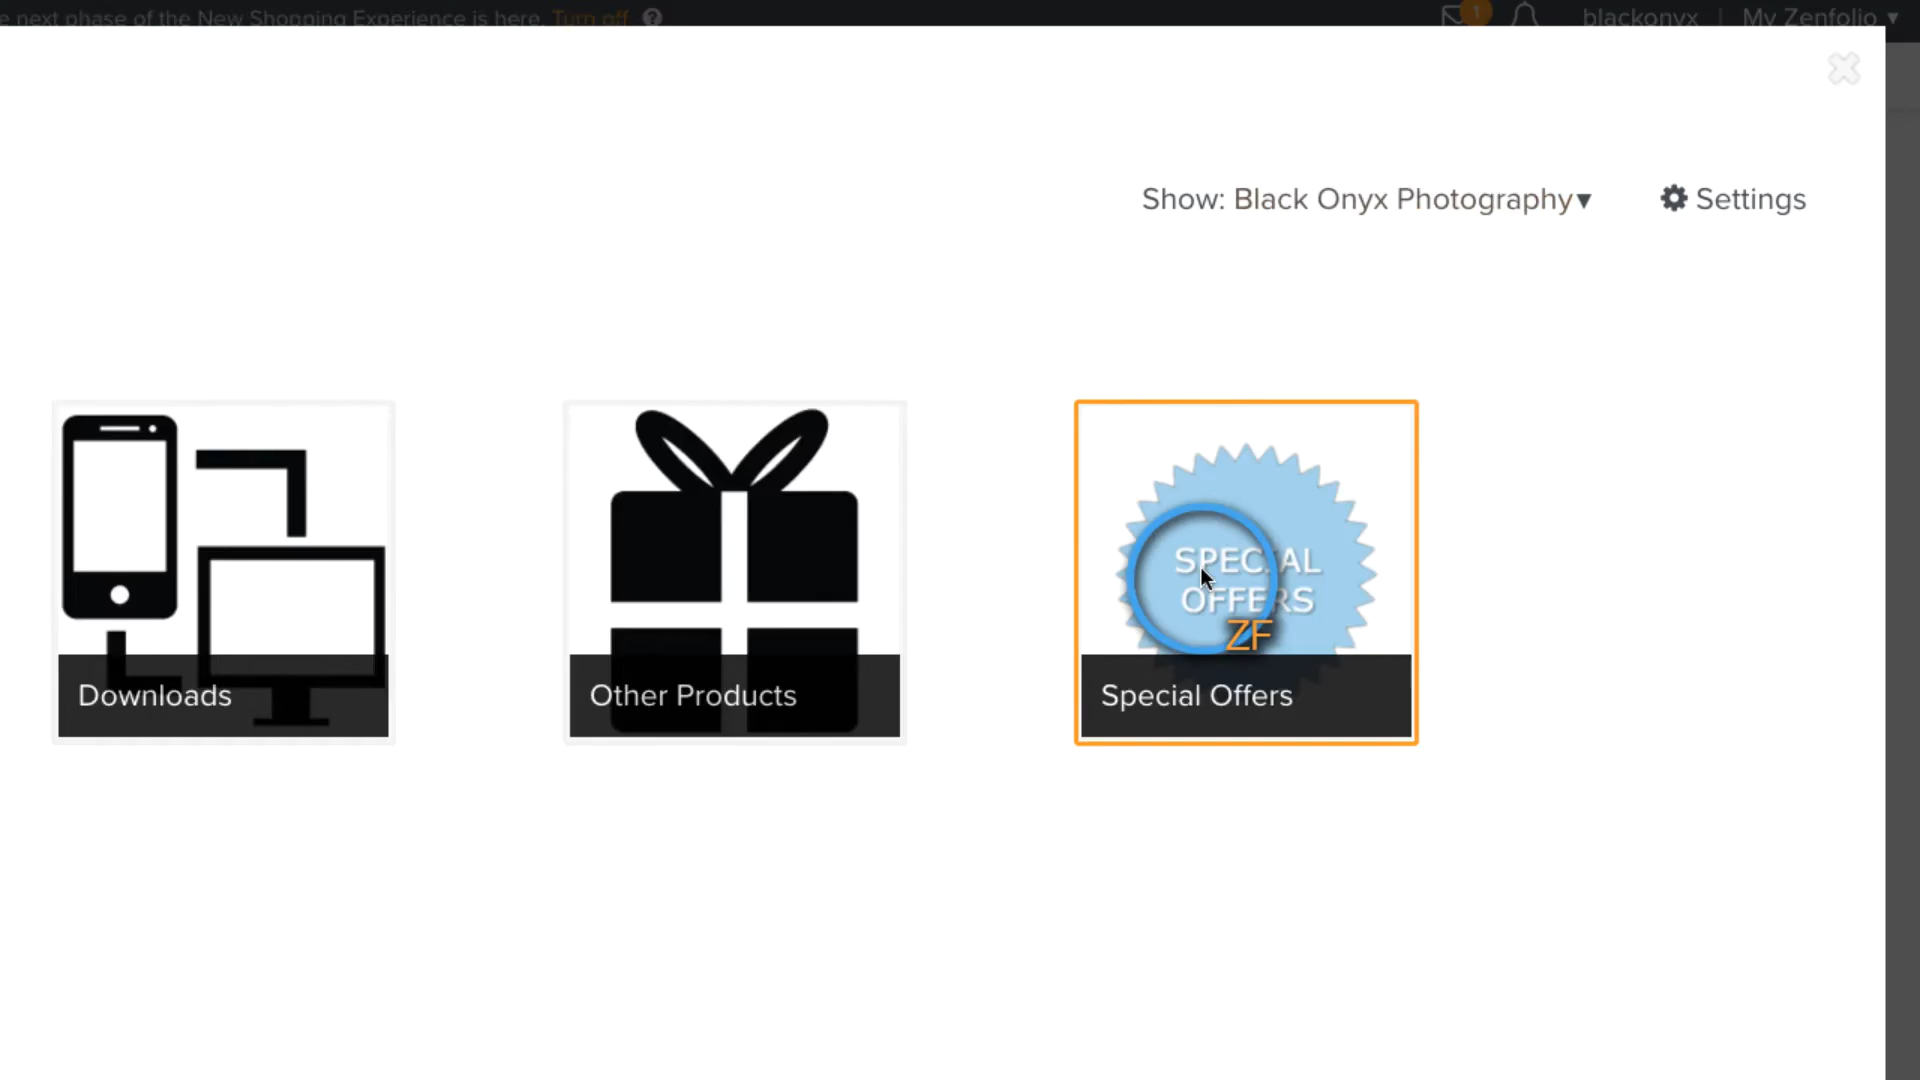 e next phase of the New Shopping Experience is here. Turn off ?
1 blackonyx | My Zenfolio ▼
Show: Black Onyx Photography▼ Settings
SPECIAL
OFFERS
ZF
Downloads
Other Products
Special Offers